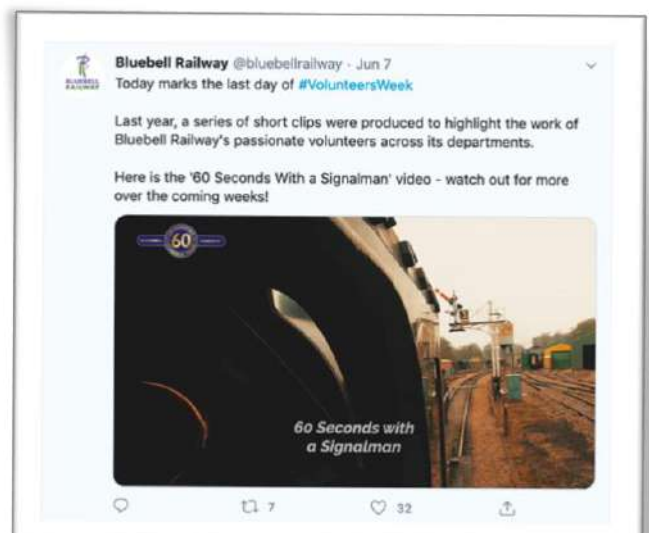 Bluebell Railway @bluebellrailway · Jun 7
BLUEBELL
RAILWAY
Today marks the last day of #VolunteersWeek
Last year, a series of short clips were produced to highlight the work of
Bluebell Railway's passionate volunteers across its departments.
Here is the '60 Seconds With a Signalman' video - watch out for more
over the coming weeks!
60
60 Seconds with
a Signalman
7
32